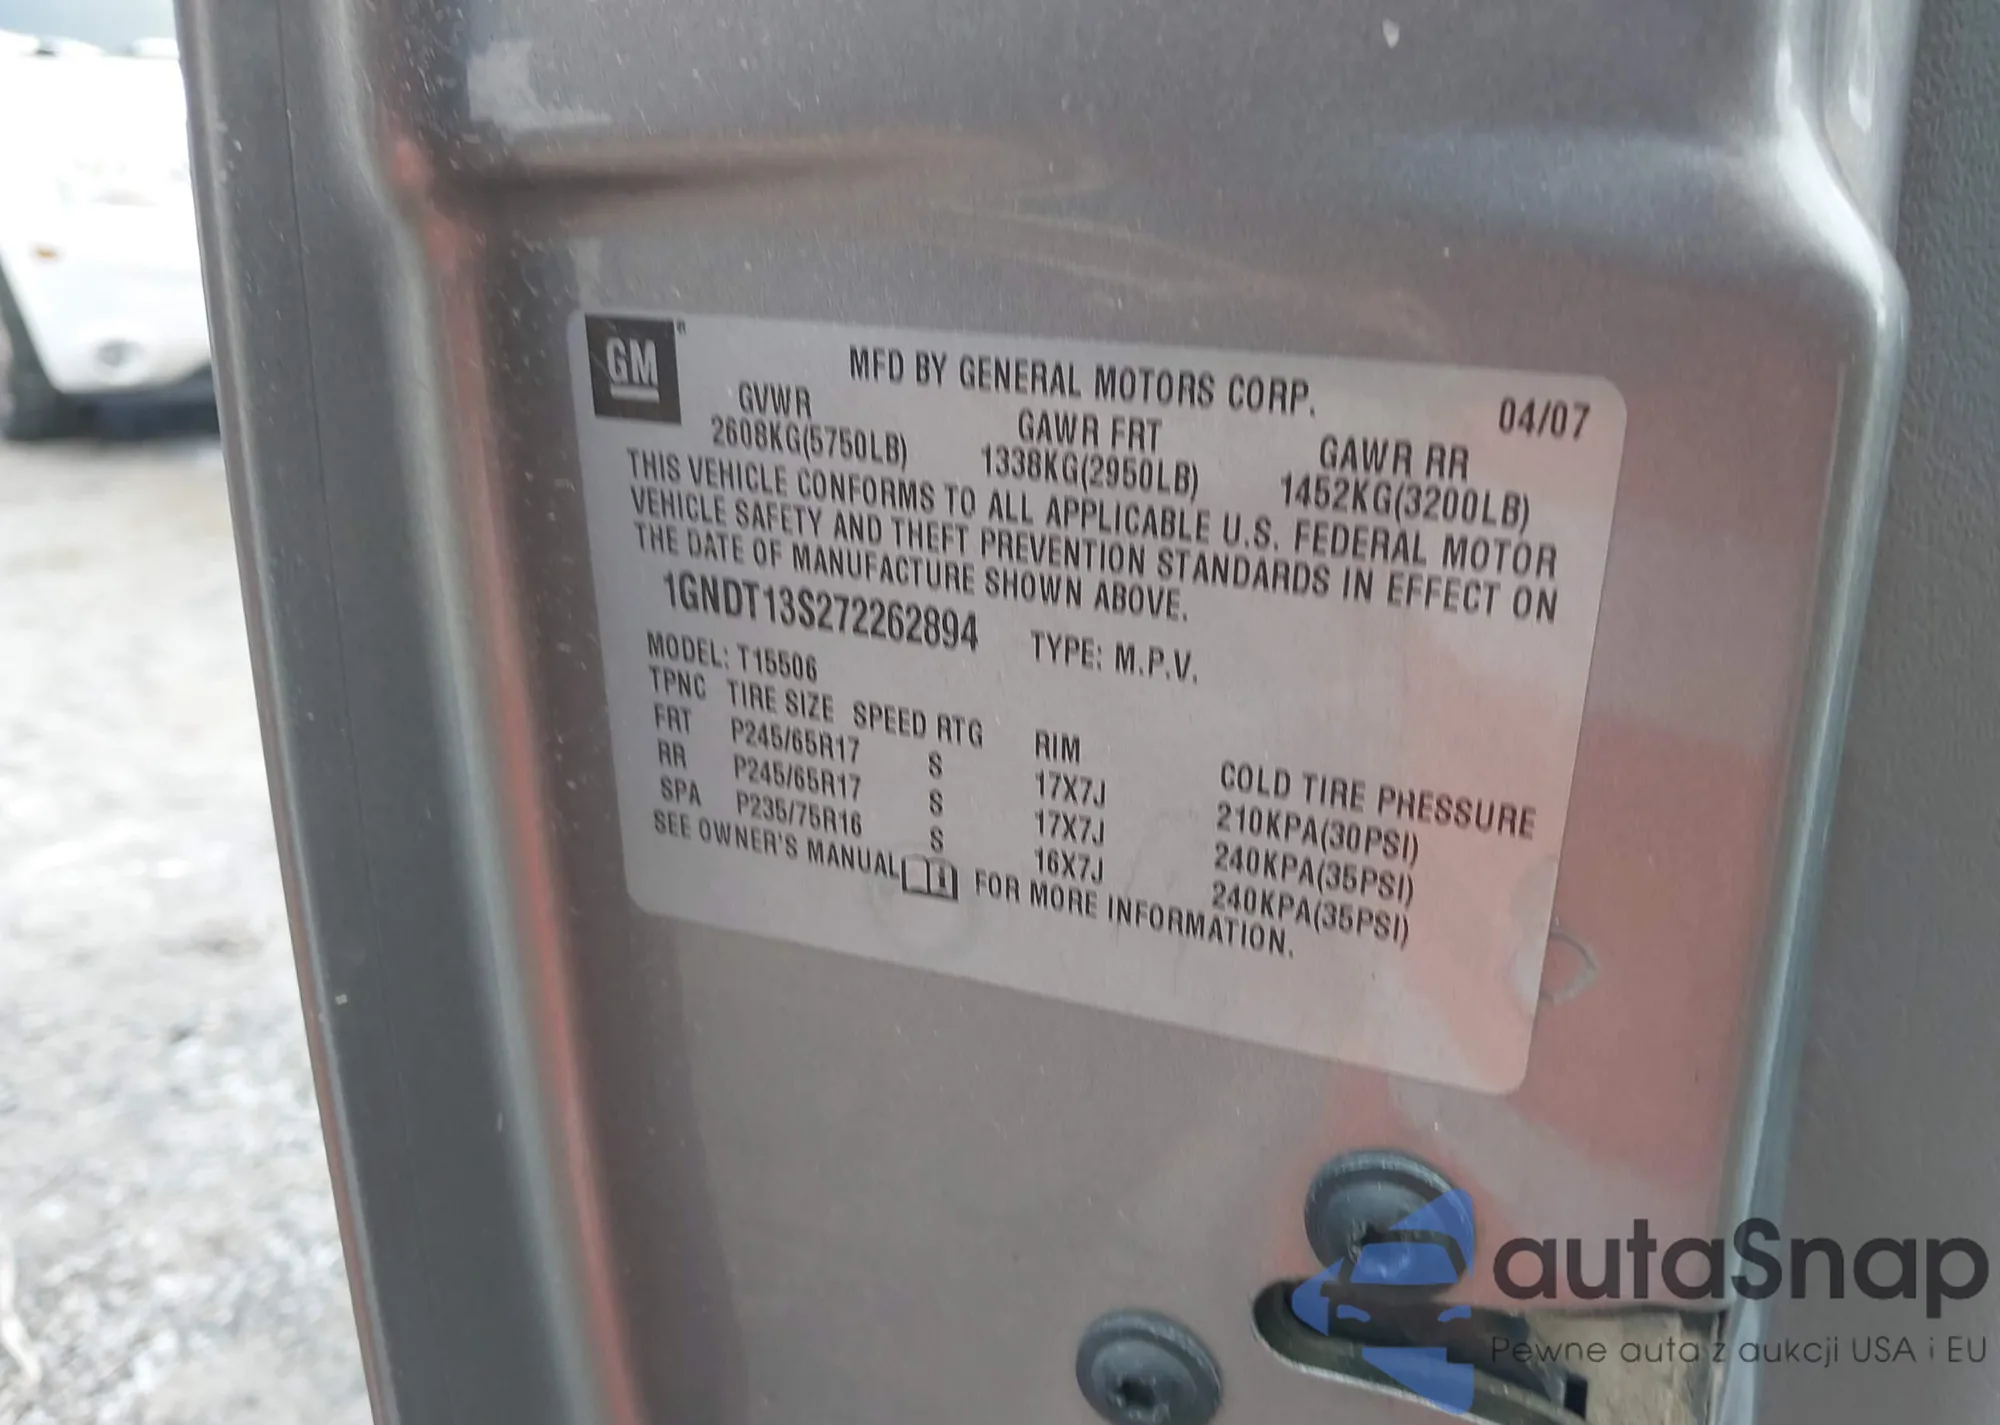 GM
MFD BY GENERAL MOTORS CORP. 04/07
GVWR GAWR FRT GAWR RR
2608KG(5750LB) 1338KG(2950LB) 1452KG(3200LB)
THIS VEHICLE CONFORMS TO ALL APPLICABLE U.S. FEDERAL MOTOR
VEHICLE SAFETY AND THEFT PREVENTION STANDARDS IN EFFECT ON
THE DATE OF MANUFACTURE SHOWN ABOVE.
1GNDT13S272262894 TYPE: M.P.V.
MODEL: T15506
TPNC TIRE SIZE SPEED RTG RIM COLD TIRE PRESSURE
FRT P245/65R17 S 17X7J 210KPA(30PSI)
RR P245/65R17 S 17X7J 240KPA(35PSI)
SPA P235/75R16 S 16X7J 240KPA(35PSI)
SEE OWNER'S MANUAL FOR MORE INFORMATION.
autaSnap
Pewne auta z aukcji USA i EU